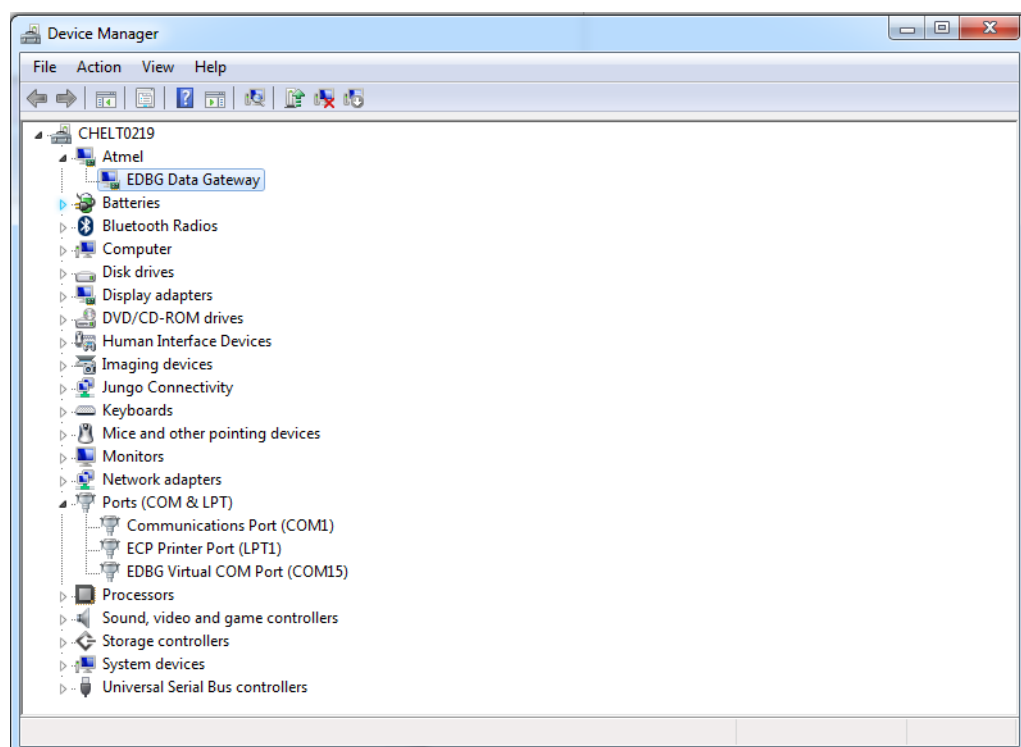 Device Manager
File Action View Help
CHELT0219
Atmel
EDBG Data Gateway
Batteries
Bluetooth Radios
Computer
Disk drives
Display adapters
DVD/CD-ROM drives
Human Interface Devices
Imaging devices
Jungo Connectivity
Keyboards
Mice and other pointing devices
Monitors
Network adapters
Ports (COM & LPT)
Communications Port (COM1)
ECP Printer Port (LPT1)
EDBG Virtual COM Port (COM15)
Processors
Sound, video and game controllers
Storage controllers
System devices
Universal Serial Bus controllers